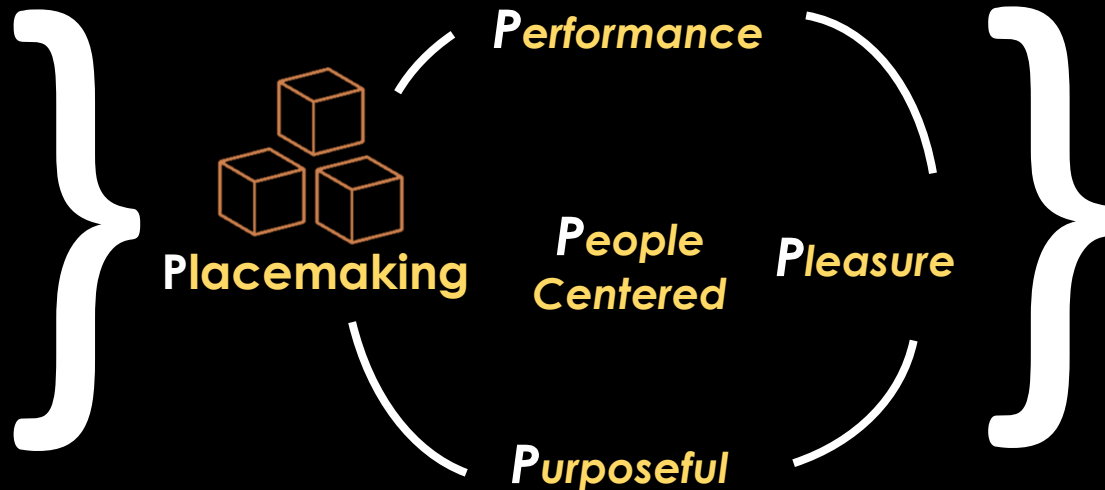 Performance
Placemaking
People
Centered
Pleasure
Purposeful